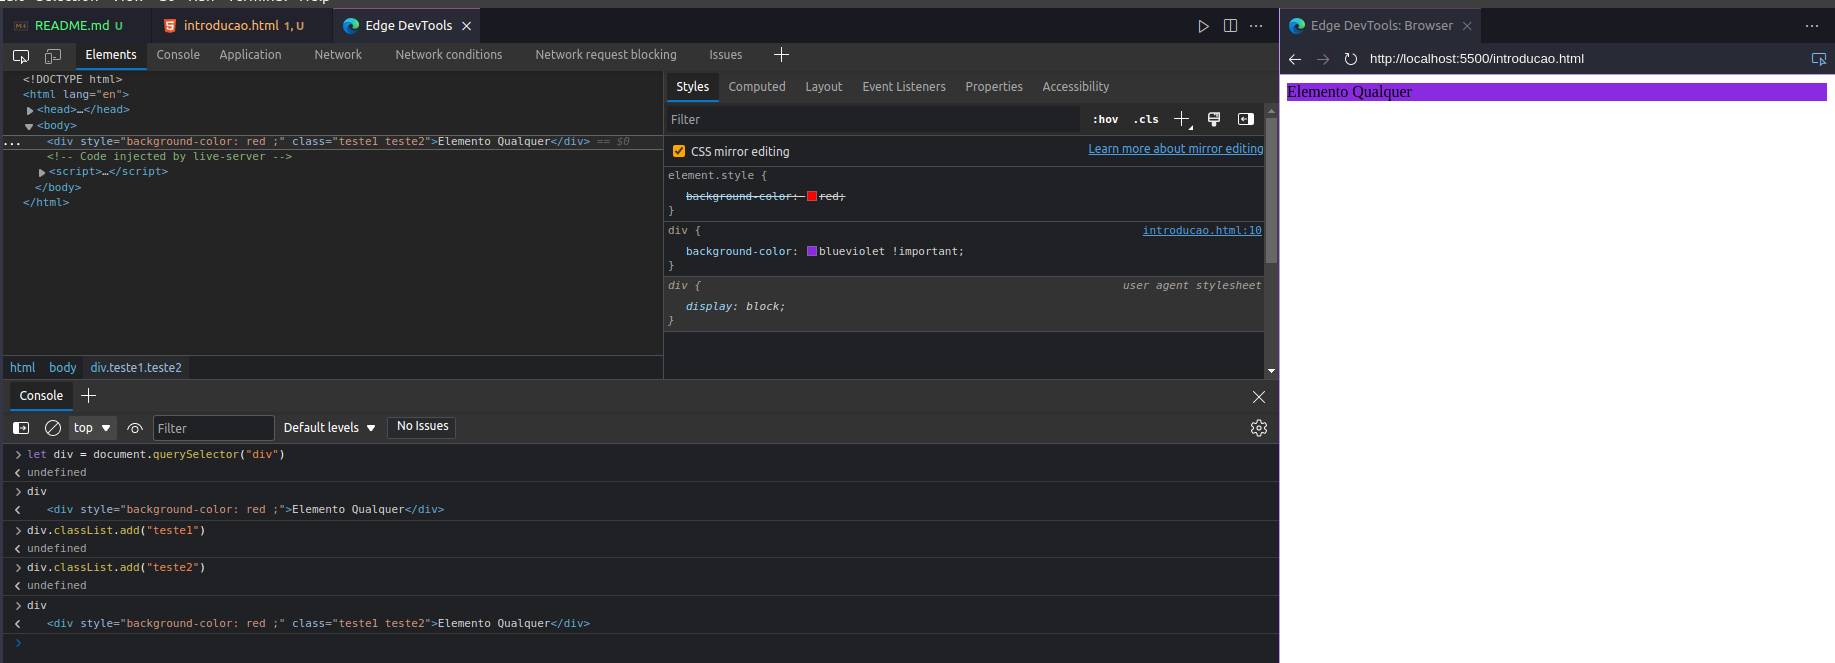 README.md U introducao.html 1, U Edge DevTools
Elements Console Application Network Network conditions Network request blocking Issues
<!DOCTYPE html>
<html lang="en">
<head>…</head>
<body>
... <div style="background-color: red ;" class="teste1 teste2">Elemento Qualquer</div> == $0
<!-- Code injected by live-server -->
<script>…</script>
</body>
</html>
html body div.teste1.teste2
Styles Computed Layout Event Listeners Properties Accessibility
Filter :hov .cls
CSS mirror editing Learn more about mirror editing
element.style {
background-color: red;
}
div { introducao.html:10
background-color: blueviolet !important;
}
div { user agent stylesheet
display: block;
}
Console
top Filter Default levels No Issues
let div = document.querySelector("div")
undefined
div
<div style="background-color: red ;">Elemento Qualquer</div>
div.classList.add("teste1")
undefined
div.classList.add("teste2")
undefined
div
<div style="background-color: red ;" class="teste1 teste2">Elemento Qualquer</div>
Edge DevTools: Browser
http://localhost:5500/introducao.html
Elemento Qualquer